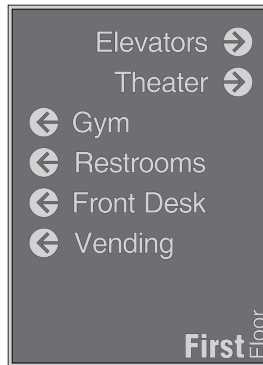 Elevators
Theater
Gym
Restrooms
Front Desk
Vending
First Floor